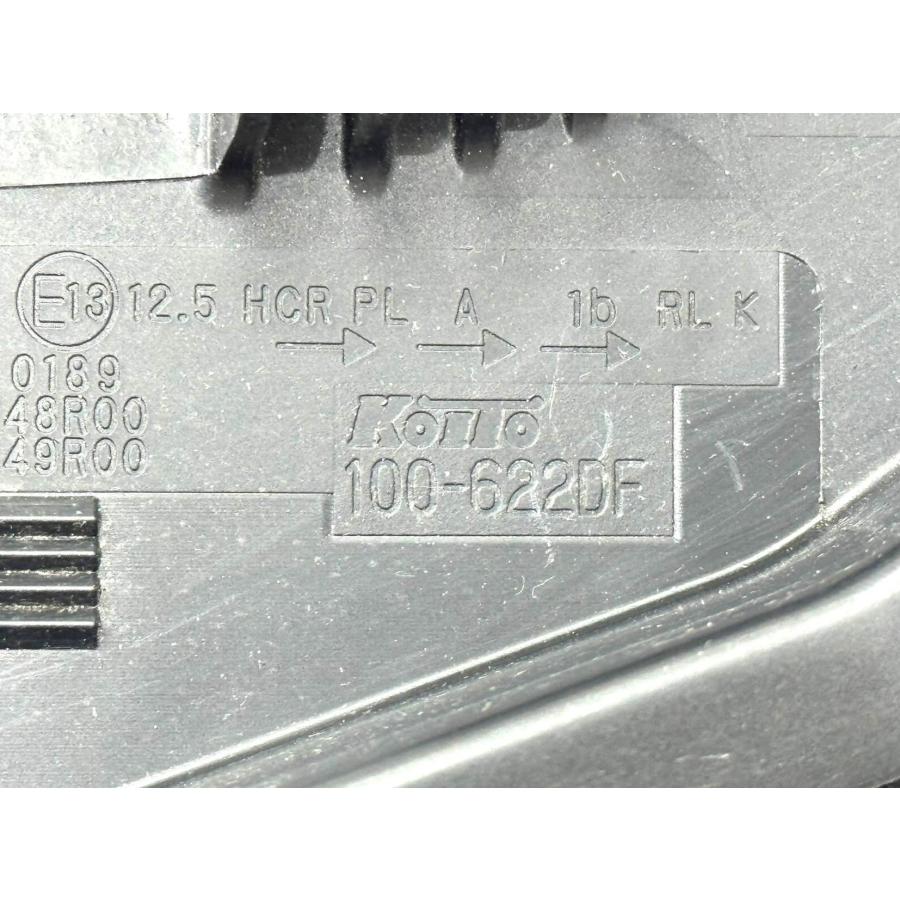 E13 12.5 HCR PL A 1b RL K
→ → →
0189
48R00
49R00
KOITO
100-622DF